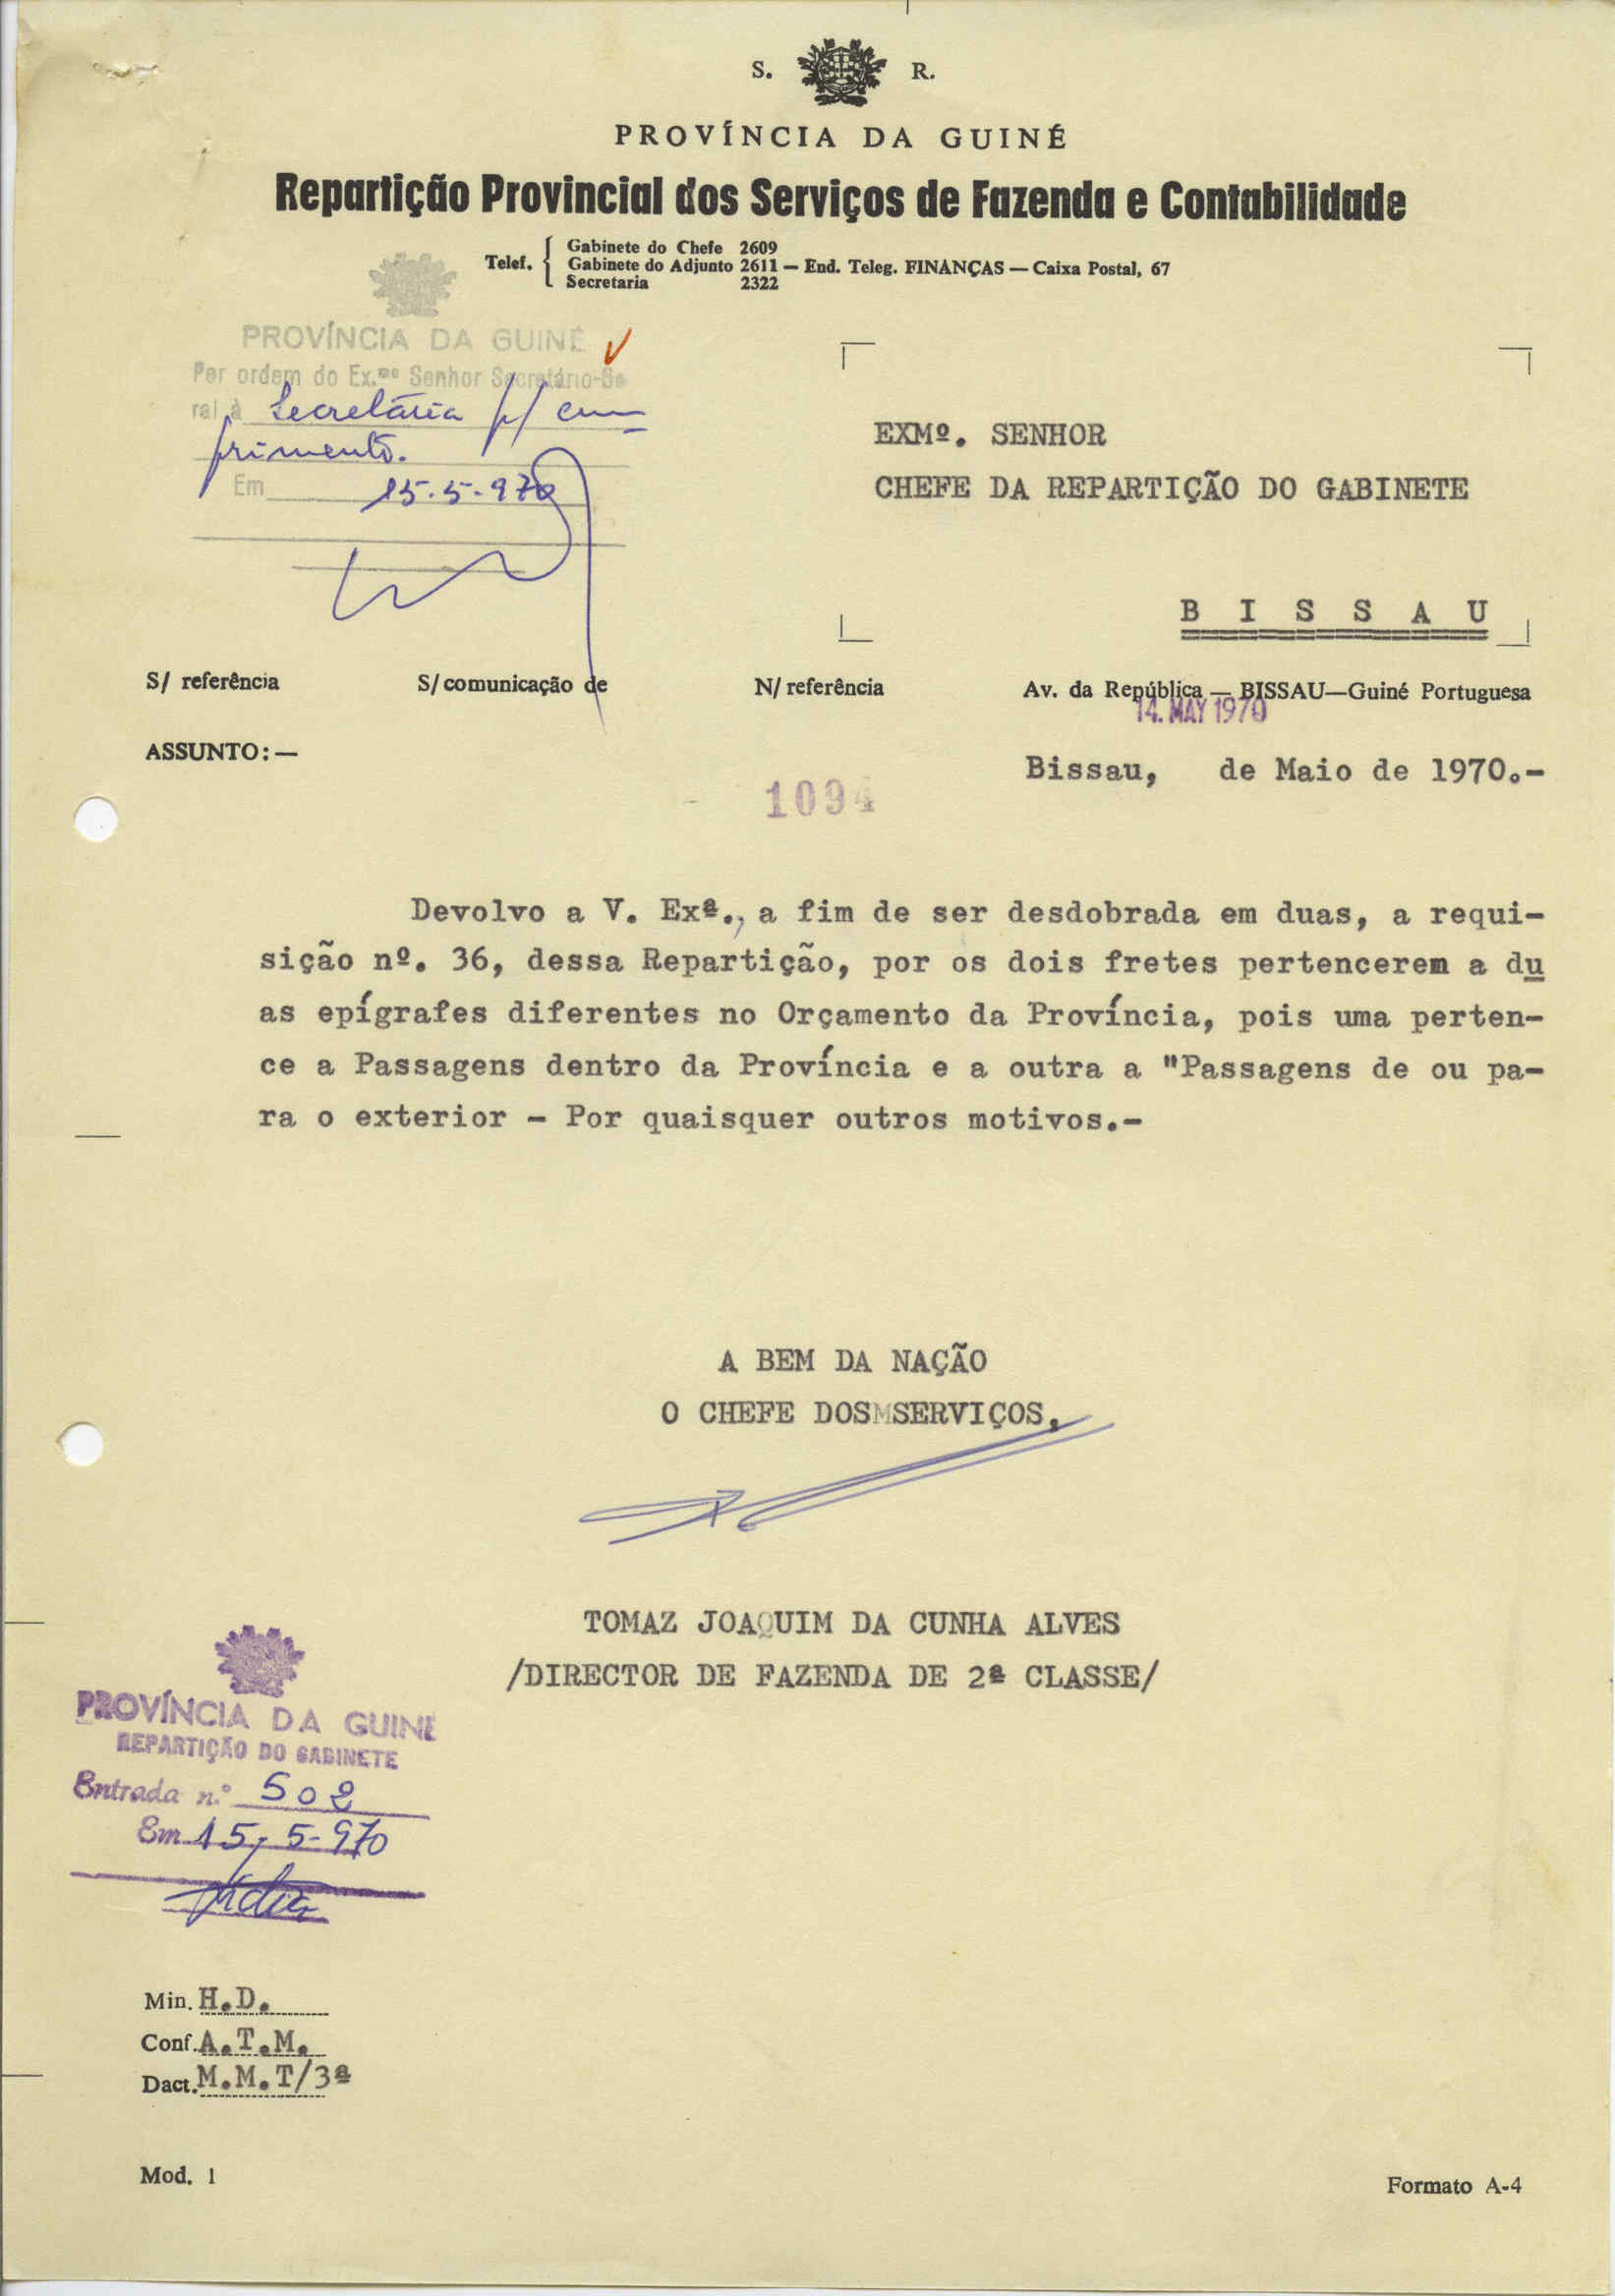 S. R.
PROVÍNCIA DA GUINÉ
Repartição Provincial dos Serviços de Fazenda e Contabilidade
Telef. { Gabinete do Chefe 2609
Gabinete do Adjunto 2611 — End. Teleg. FINANÇAS — Caixa Postal, 67
Secretaria 2322
PROVÍNCIA DA GUINÉ
Por ordem do Ex.mo Senhor Secretário-Ge
ral à Secretária p/ cum
primento.
Em 15-5-970
EXMº. SENHOR
CHEFE DA REPARTIÇÃO DO GABINETE
B I S S A U
S/ referência S/ comunicação de N/ referência Av. da República — BISSAU—Guiné Portuguesa
14. MAY 1970
ASSUNTO: —
Bissau, de Maio de 1970.-
1094
Devolvo a V. Exª., a fim de ser desdobrada em duas, a requi-
sição nº. 36, dessa Repartição, por os dois fretes pertencerem a du
as epígrafes diferentes no Orçamento da Província, pois uma perten-
ce a Passagens dentro da Província e a outra a "Passagens de ou pa-
ra o exterior - Por quaisquer outros motivos.-
A BEM DA NAÇÃO
O CHEFE DOSMSERVIÇOS,
TOMAZ JOAQUIM DA CUNHA ALVES
/DIRECTOR DE FAZENDA DE 2ª CLASSE/
PROVÍNCIA DA GUINÉ
REPARTIÇÃO DO GABINETE
Entrada n.º 502
Em 15-5-970
Min. H.D.
Conf. A.T.M.
Dact. M.M.T/3ª
Mod. 1
Formato A-4